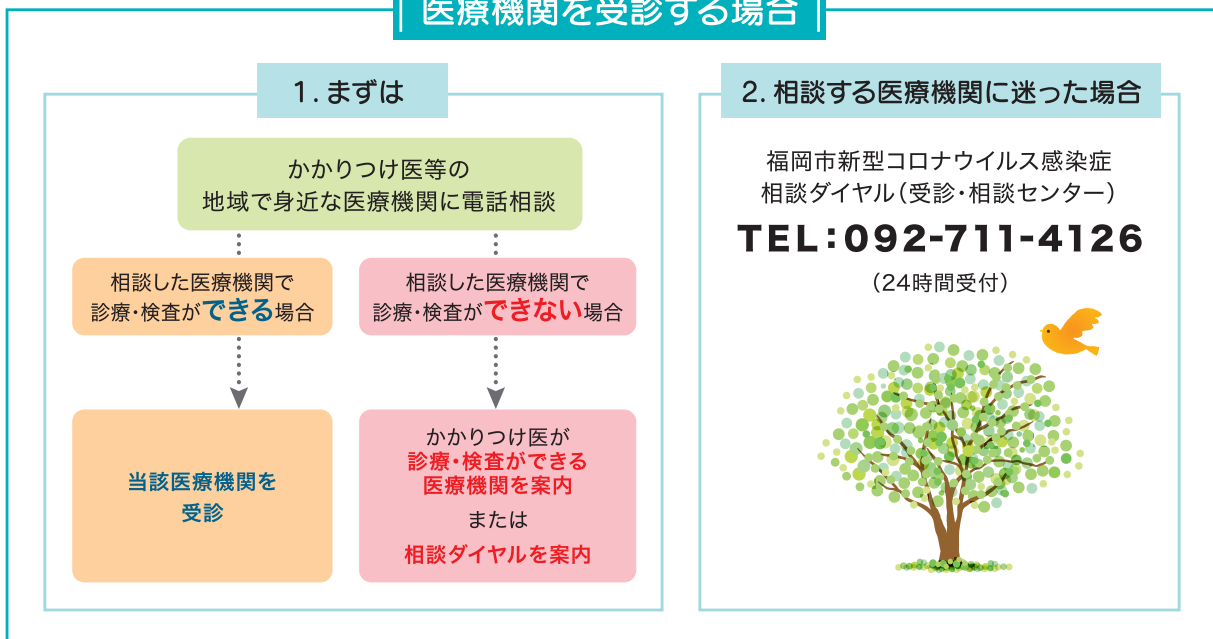 医療機関を受診する場合
1. まずは
かかりつけ医等の
地域で身近な医療機関に電話相談
相談した医療機関で
診療・検査ができる場合
相談した医療機関で
診療・検査ができない場合
当該医療機関を
受診
かかりつけ医が
診療・検査ができる
医療機関を案内
または
相談ダイヤルを案内
2. 相談する医療機関に迷った場合
福岡市新型コロナウイルス感染症
相談ダイヤル（受診・相談センター）
TEL：092-711-4126
（24時間受付）